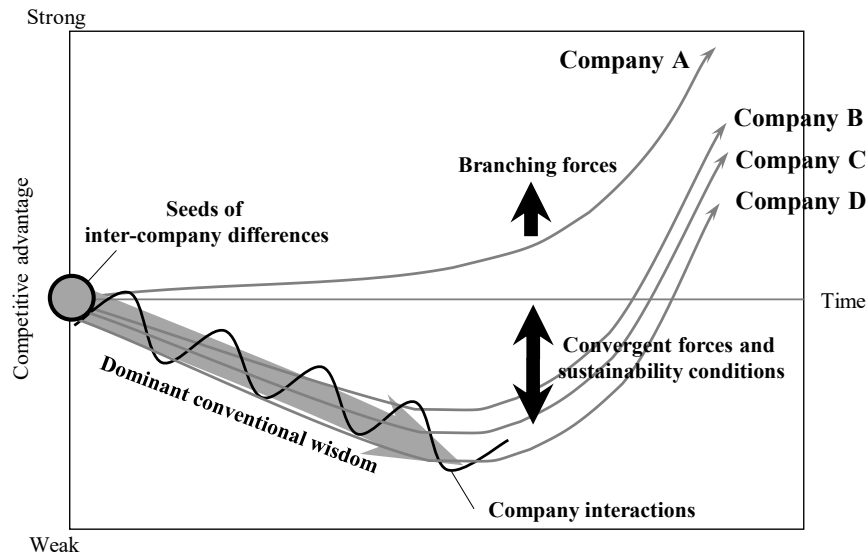 Strong
Company A
Company B
Branching forces
Company C
Seeds of
inter-company differences
Company D
Competitive advantage
Time
Convergent forces and
sustainability conditions
Dominant conventional wisdom
Company interactions
Weak